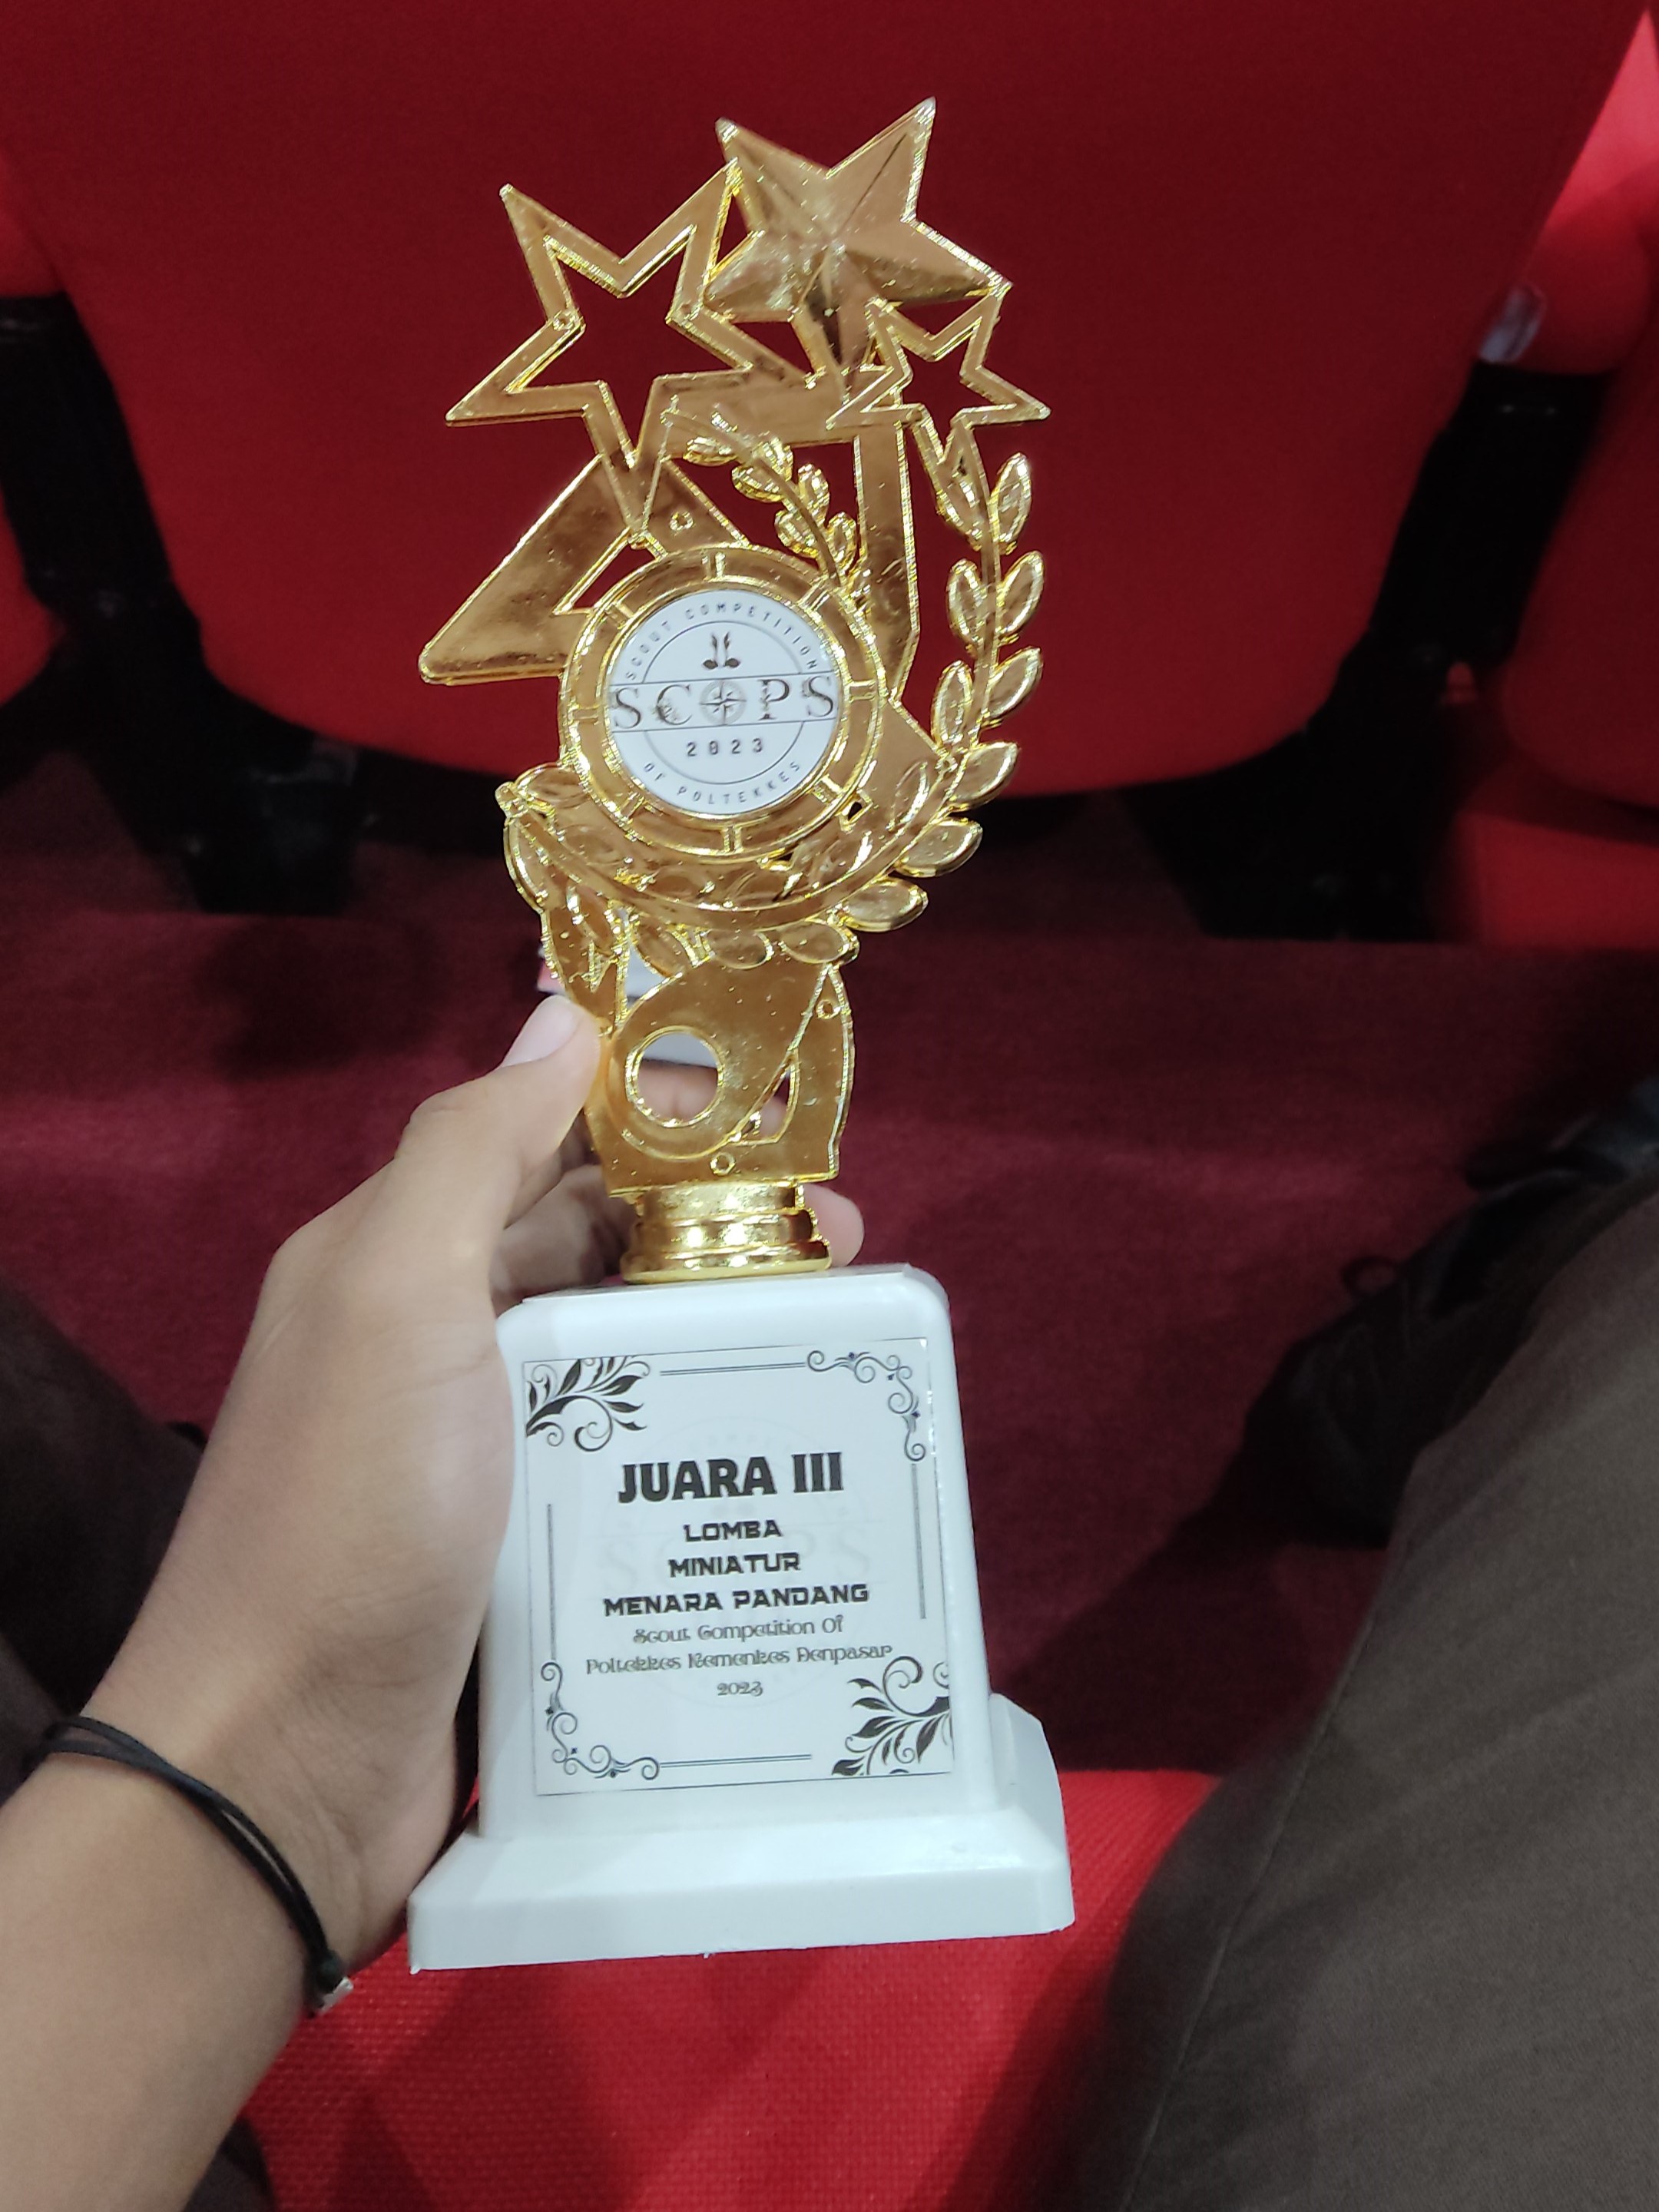 SCOUT COMPETITION
SCOPS
2023
OF POLTEKKES
JUARA III
LOMBA
MINIATUR
MENARA PANDANG
Scout Competition Of
Poltekkes Kemenkes Denpasar
2023